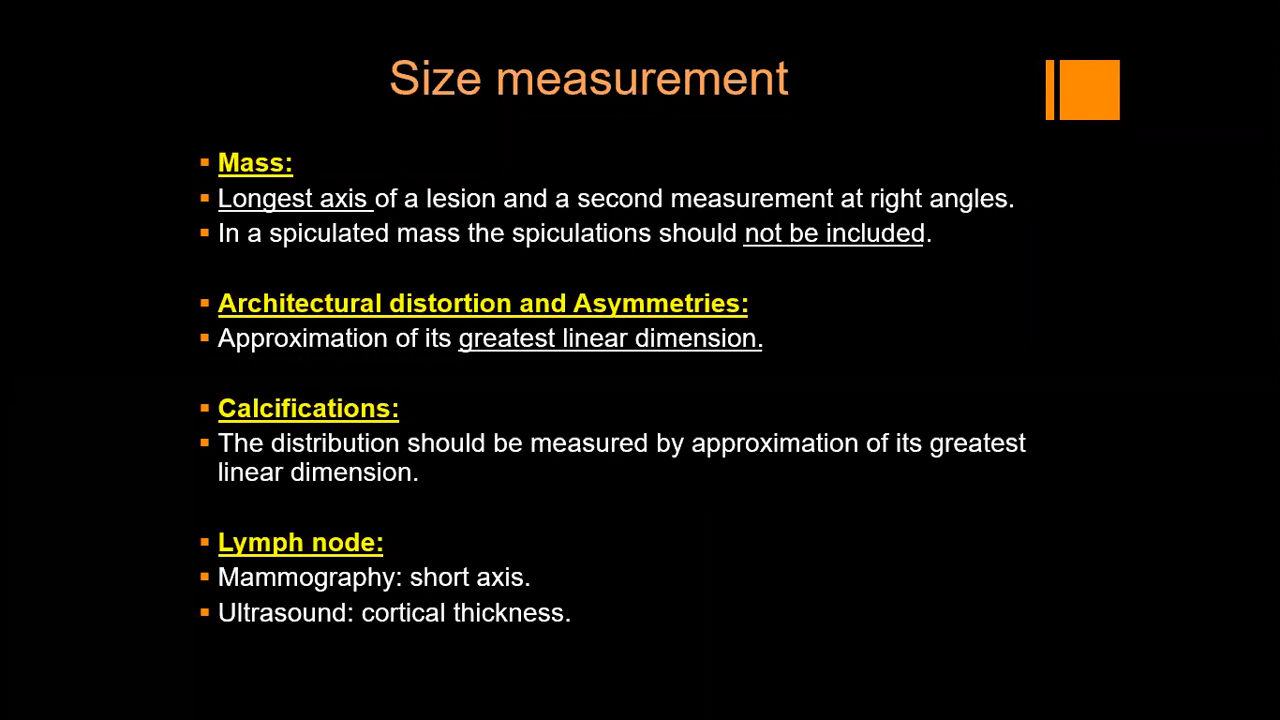 Size measurement
Mass:
Longest axis of a lesion and a second measurement at right angles.
In a spiculated mass the spiculations should not be included.
Architectural distortion and Asymmetries:
Approximation of its greatest linear dimension.
Calcifications:
The distribution should be measured by approximation of its greatest
linear dimension.
Lymph node:
Mammography: short axis.
Ultrasound: cortical thickness.